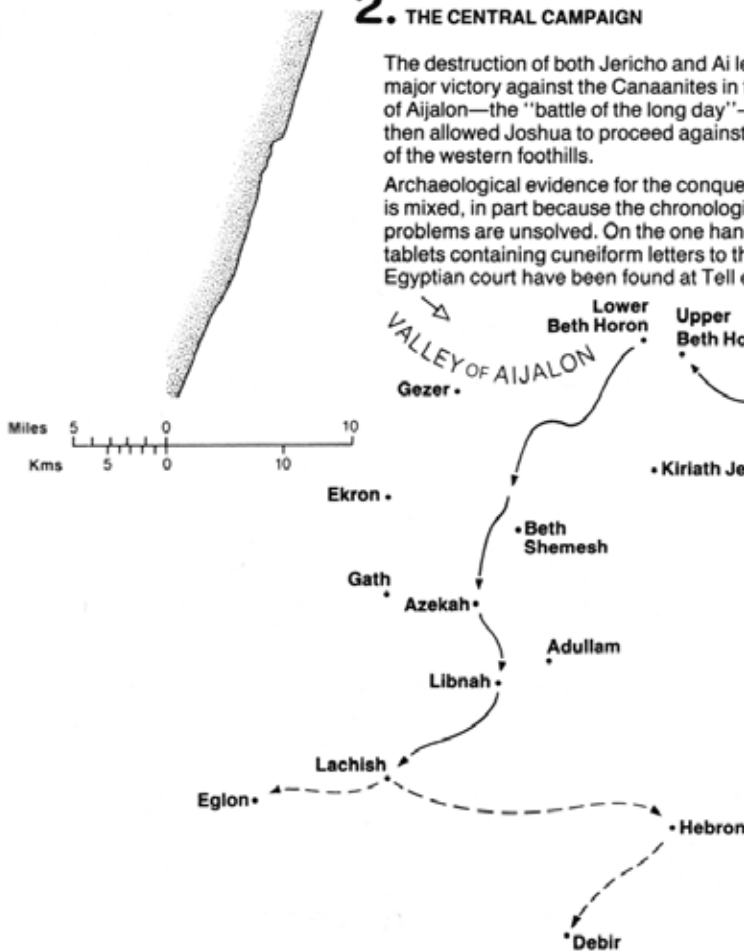 2. THE CENTRAL CAMPAIGN
The destruction of both Jericho and Ai le
major victory against the Canaanites in
of Aijalon—the "battle of the long day"–
then allowed Joshua to proceed against
of the western foothills.
Archaeological evidence for the conque
is mixed, in part because the chronologi
problems are unsolved. On the one han
tablets containing cuneiform letters to th
Egyptian court have been found at Tell e
Lower
Beth Horon
Upper
Beth Ho
VALLEY OF AIJALON
Gezer
Miles 5 0 10
Kms 5 0 10
Kiriath Je
Ekron
Beth
Shemesh
Gath
Azekah
Adullam
Libnah
Lachish
Eglon
Hebron
Debir